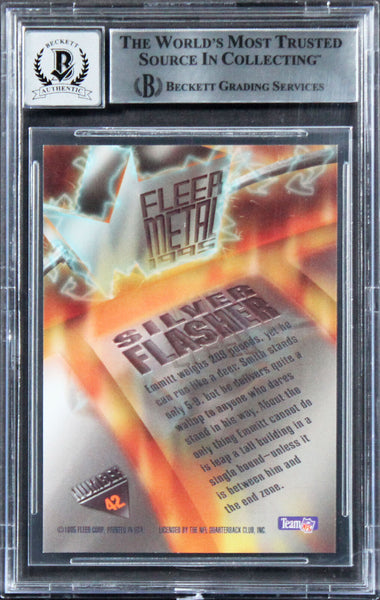 BECKETT
AUTHENTIC
THE WORLD'S MOST TRUSTED
SOURCE IN COLLECTING™
BECKETT GRADING SERVICES
FLEER
METAL
1995
SILVER
FLASHER
Emmitt weighs 209 pounds, yet he
can run like a deer. Smith stands
only 5-9, but he delivers quite a
wallop to anyone who dares
stand in his way. About the
only thing Emmitt cannot do
is leap a tall building in a
single bound—unless it
is between him and
the end zone.
NUMBER
42
©1995 FLEER CORP. PRINTED IN USA
LICENSED BY THE NFL QUARTERBACK CLUB, INC.
Team NFL